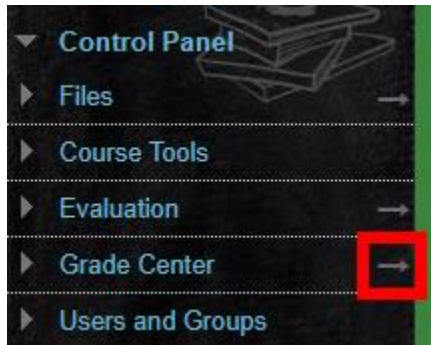 Control Panel
Files
Course Tools
Evaluation
Grade Center
Users and Groups